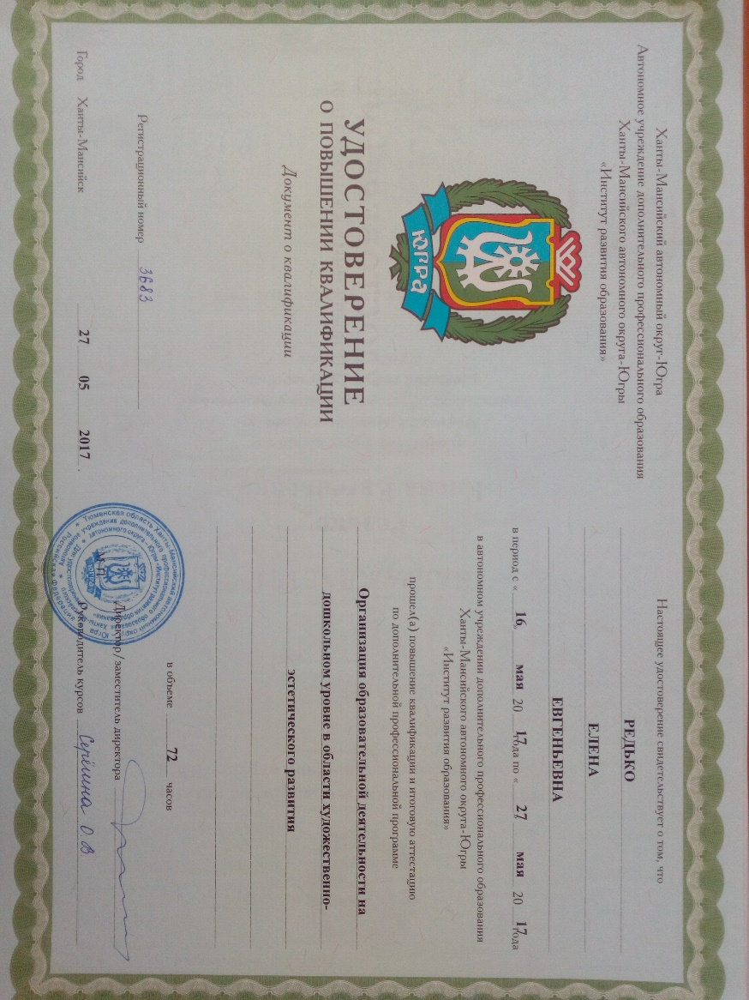 Ханты-Мансийский автономный округ-Югра
Автономное учреждение дополнительного профессионального образования
Ханты-Мансийского автономного округа-Югры
«Институт развития образования»
ЮГРА
УДОСТОВЕРЕНИЕ
О ПОВЫШЕНИИ КВАЛИФИКАЦИИ
Документ о квалификации
Регистрационный номер 3683
27 05 2017 .
Город Ханты-Мансийск
Настоящее удостоверение свидетельствует о том, что
РЕДЬКО
ЕЛЕНА
ЕВГЕНЬЕВНА
в период с « 16» мая 20 17 года по « 27 мая 20 17 года
в автономном учреждении дополнительного профессионального образования
Ханты-Мансийского автономного округа-Югры
«Институт развития образования»
прошел(а) повышение квалификации и итоговую аттестацию
по дополнительной профессиональной программе
Организация образовательной деятельности на
дошкольном уровне в области художественно-
эстетического развития
в объеме 72 часов
М.П.
Директор/заместитель директора
Руководитель курсов Серёшина О В